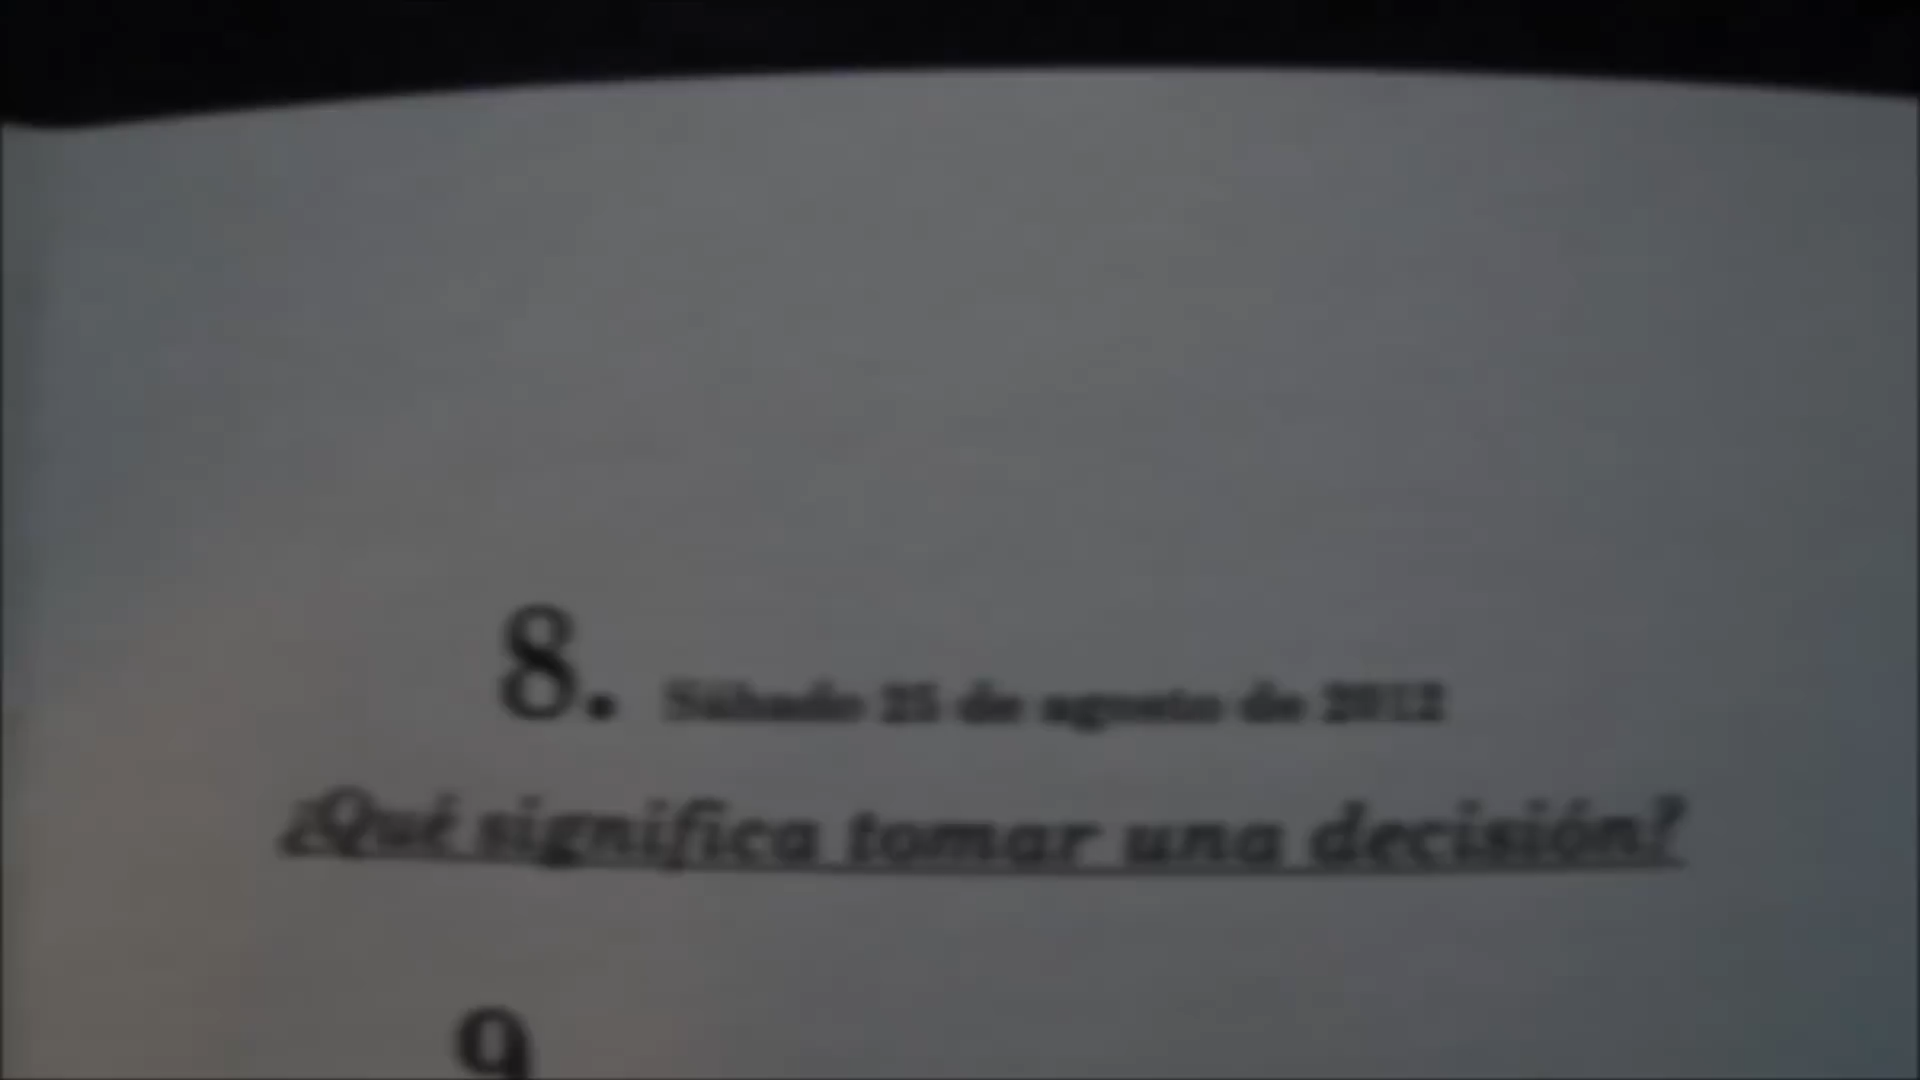 8. Sábado 25 de agosto de 2012
¿Qué significa tomar una decisión?
9